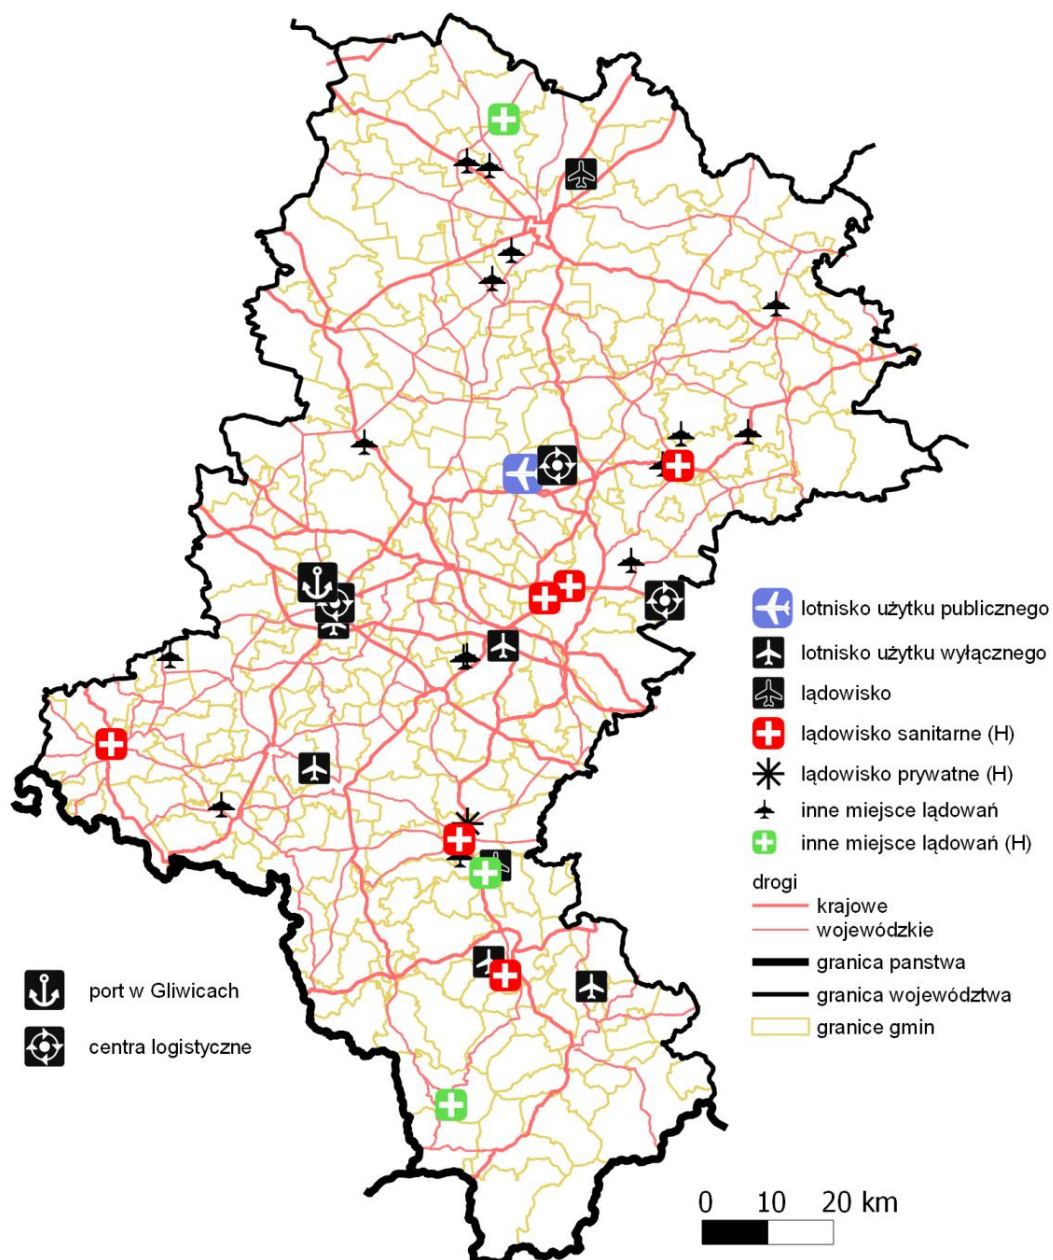 lotnisko użytku publicznego
lotnisko użytku wyłącznego
lądowisko
lądowisko sanitarne (H)
lądowisko prywatne (H)
inne miejsce lądowań
inne miejsce lądowań (H)
drogi
krajowe
wojewódzkie
granica panstwa
granica województwa
granice gmin
port w Gliwicach
centra logistyczne
0 10 20 km